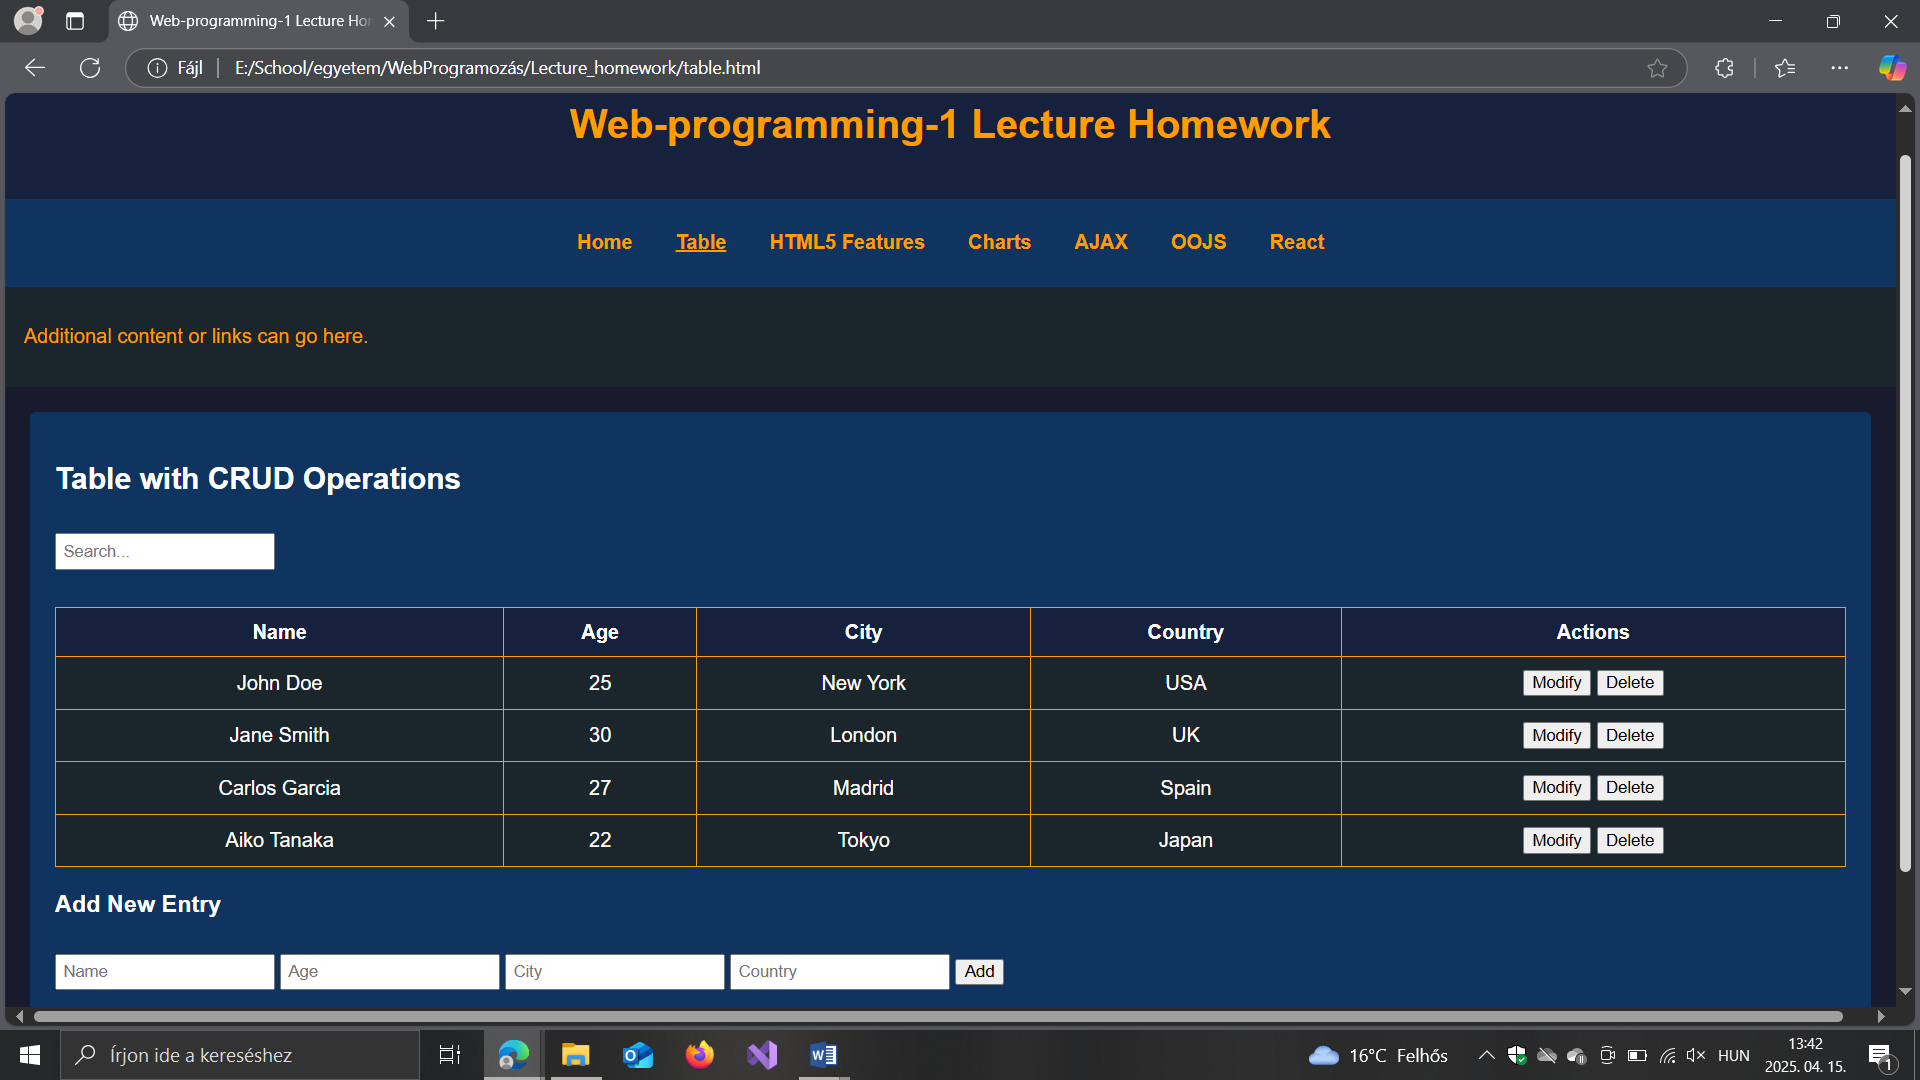 Web-programming-1 Lecture Hor
Fájl
E:/School/egyetem/WebProgramozás/Lecture_homework/table.html
Web-programming-1 Lecture Homework
Home Table HTML5 Features Charts AJAX OOJS React
Additional content or links can go here.
Table with CRUD Operations
Search...
Name Age City Country Actions
John Doe 25 New York USA Modify Delete
Jane Smith 30 London UK Modify Delete
Carlos Garcia 27 Madrid Spain Modify Delete
Aiko Tanaka 22 Tokyo Japan Modify Delete
Add New Entry
Name Age City Country Add
Írjon ide a kereséshez
16°C Felhős
HUN
13:42
2025. 04. 15.
1